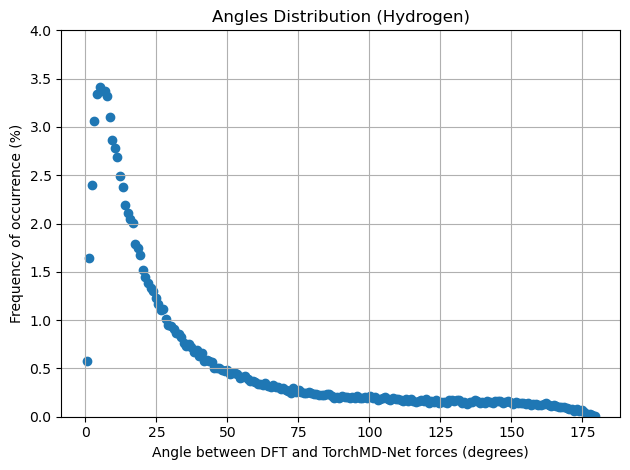 Angles Distribution (Hydrogen)
Frequency of occurrence (%)
4.0
3.5
3.0
2.5
2.0
1.5
1.0
0.5
0.0
0 25 50 75 100 125 150 175
Angle between DFT and TorchMD-Net forces (degrees)